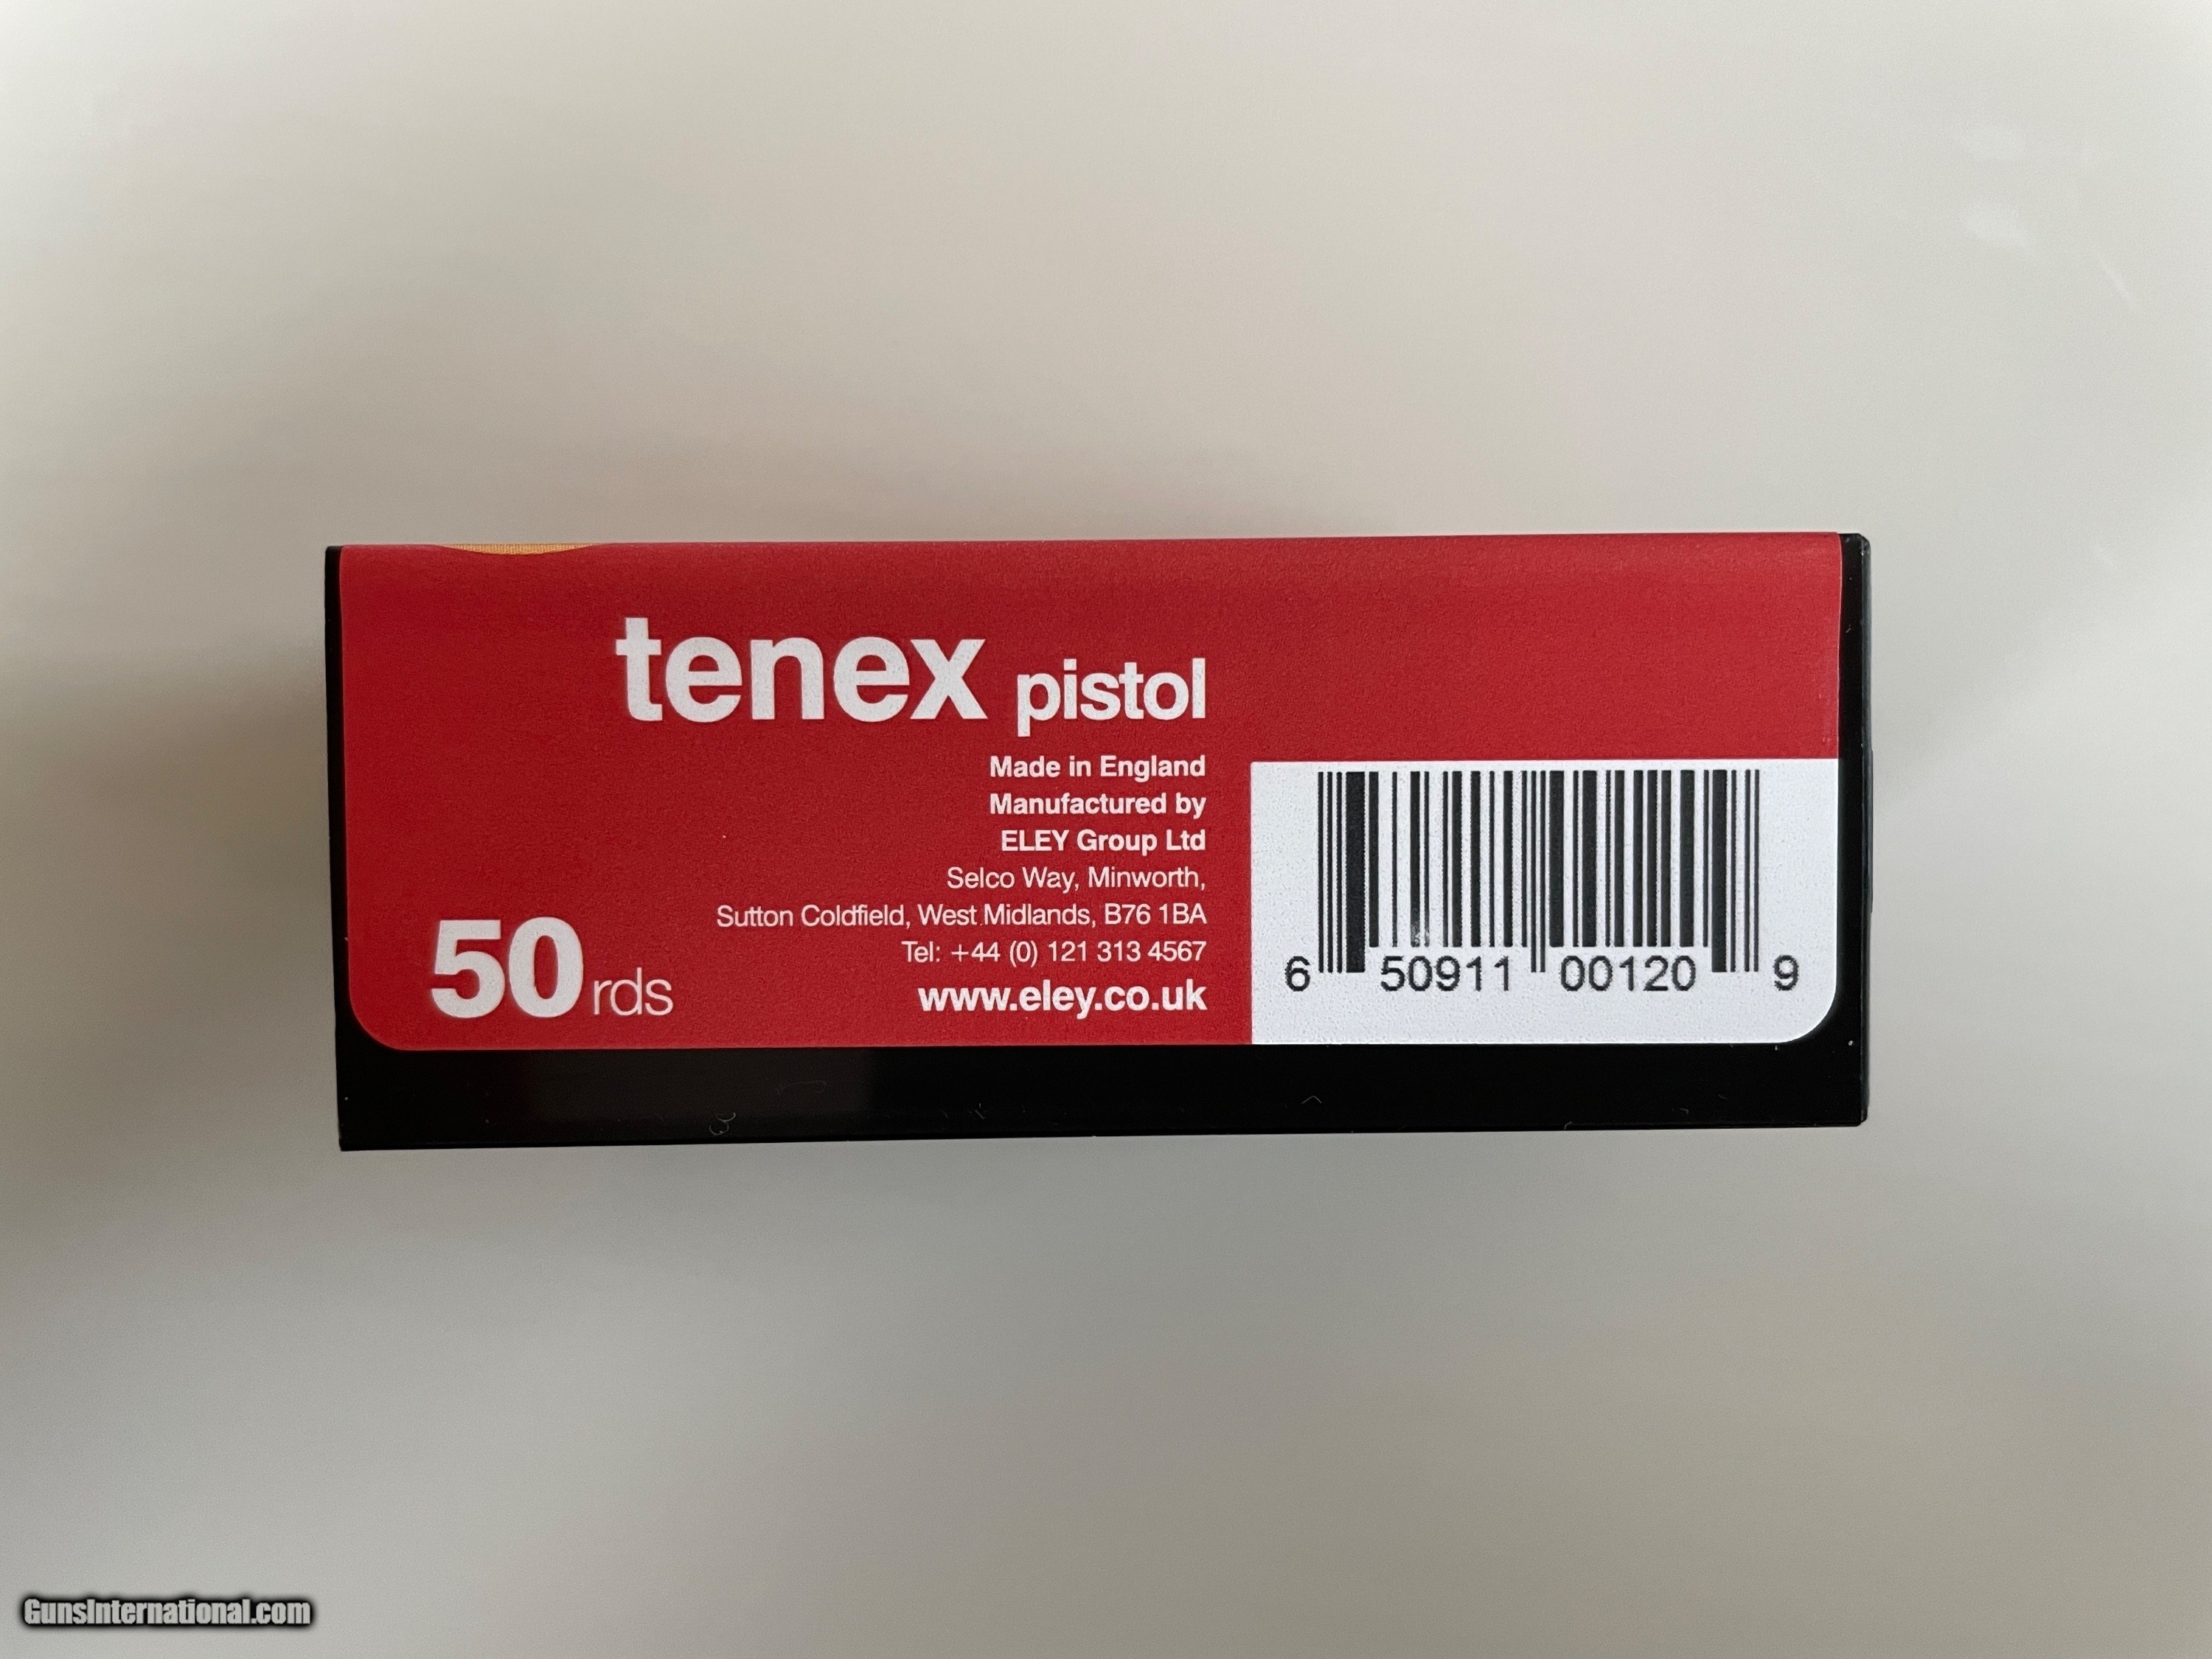 tenex pistol
Made in England
Manufactured by
ELEY Group Ltd
Selco Way, Minworth,
Sutton Coldfield, West Midlands, B76 1BA
Tel: +44 (0) 121 313 4567
www.eley.co.uk
50 rds
6 50911 00120 9
GunsInternational.com